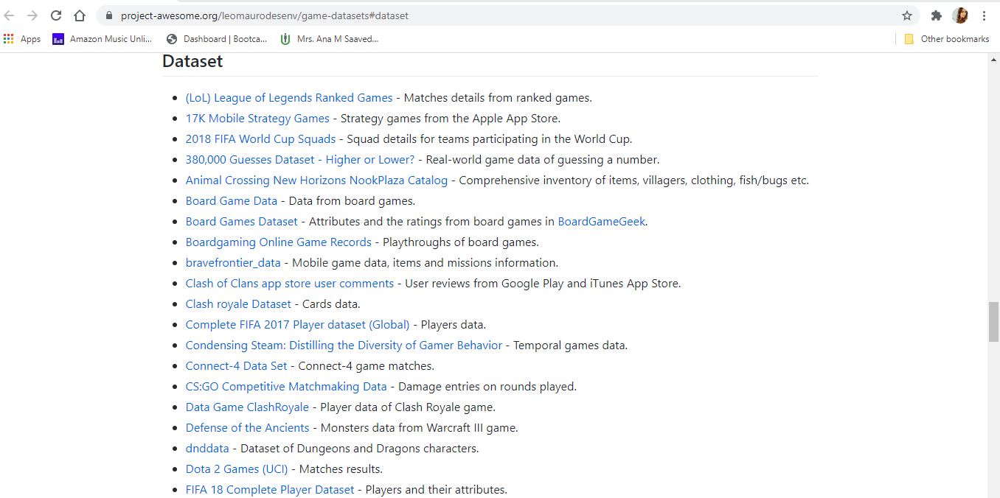 project-awesome.org/leomaurodesenv/game-datasets#dataset
Apps Amazon Music Unli... Dashboard | Bootca... Mrs. Ana M Saaved... Other bookmarks
Dataset
(LoL) League of Legends Ranked Games - Matches details from ranked games.
17K Mobile Strategy Games - Strategy games from the Apple App Store.
2018 FIFA World Cup Squads - Squad details for teams participating in the World Cup.
380,000 Guesses Dataset - Higher or Lower? - Real-world game data of guessing a number.
Animal Crossing New Horizons NookPlaza Catalog - Comprehensive inventory of items, villagers, clothing, fish/bugs etc.
Board Game Data - Data from board games.
Board Games Dataset - Attributes and the ratings from board games in BoardGameGeek.
Boardgaming Online Game Records - Playthroughs of board games.
bravefrontier_data - Mobile game data, items and missions information.
Clash of Clans app store user comments - User reviews from Google Play and iTunes App Store.
Clash royale Dataset - Cards data.
Complete FIFA 2017 Player dataset (Global) - Players data.
Condensing Steam: Distilling the Diversity of Gamer Behavior - Temporal games data.
Connect-4 Data Set - Connect-4 game matches.
CS:GO Competitive Matchmaking Data - Damage entries on rounds played.
Data Game ClashRoyale - Player data of Clash Royale game.
Defense of the Ancients - Monsters data from Warcraft III game.
dnddata - Dataset of Dungeons and Dragons characters.
Dota 2 Games (UCI) - Matches results.
FIFA 18 Complete Player Dataset - Players and their attributes.